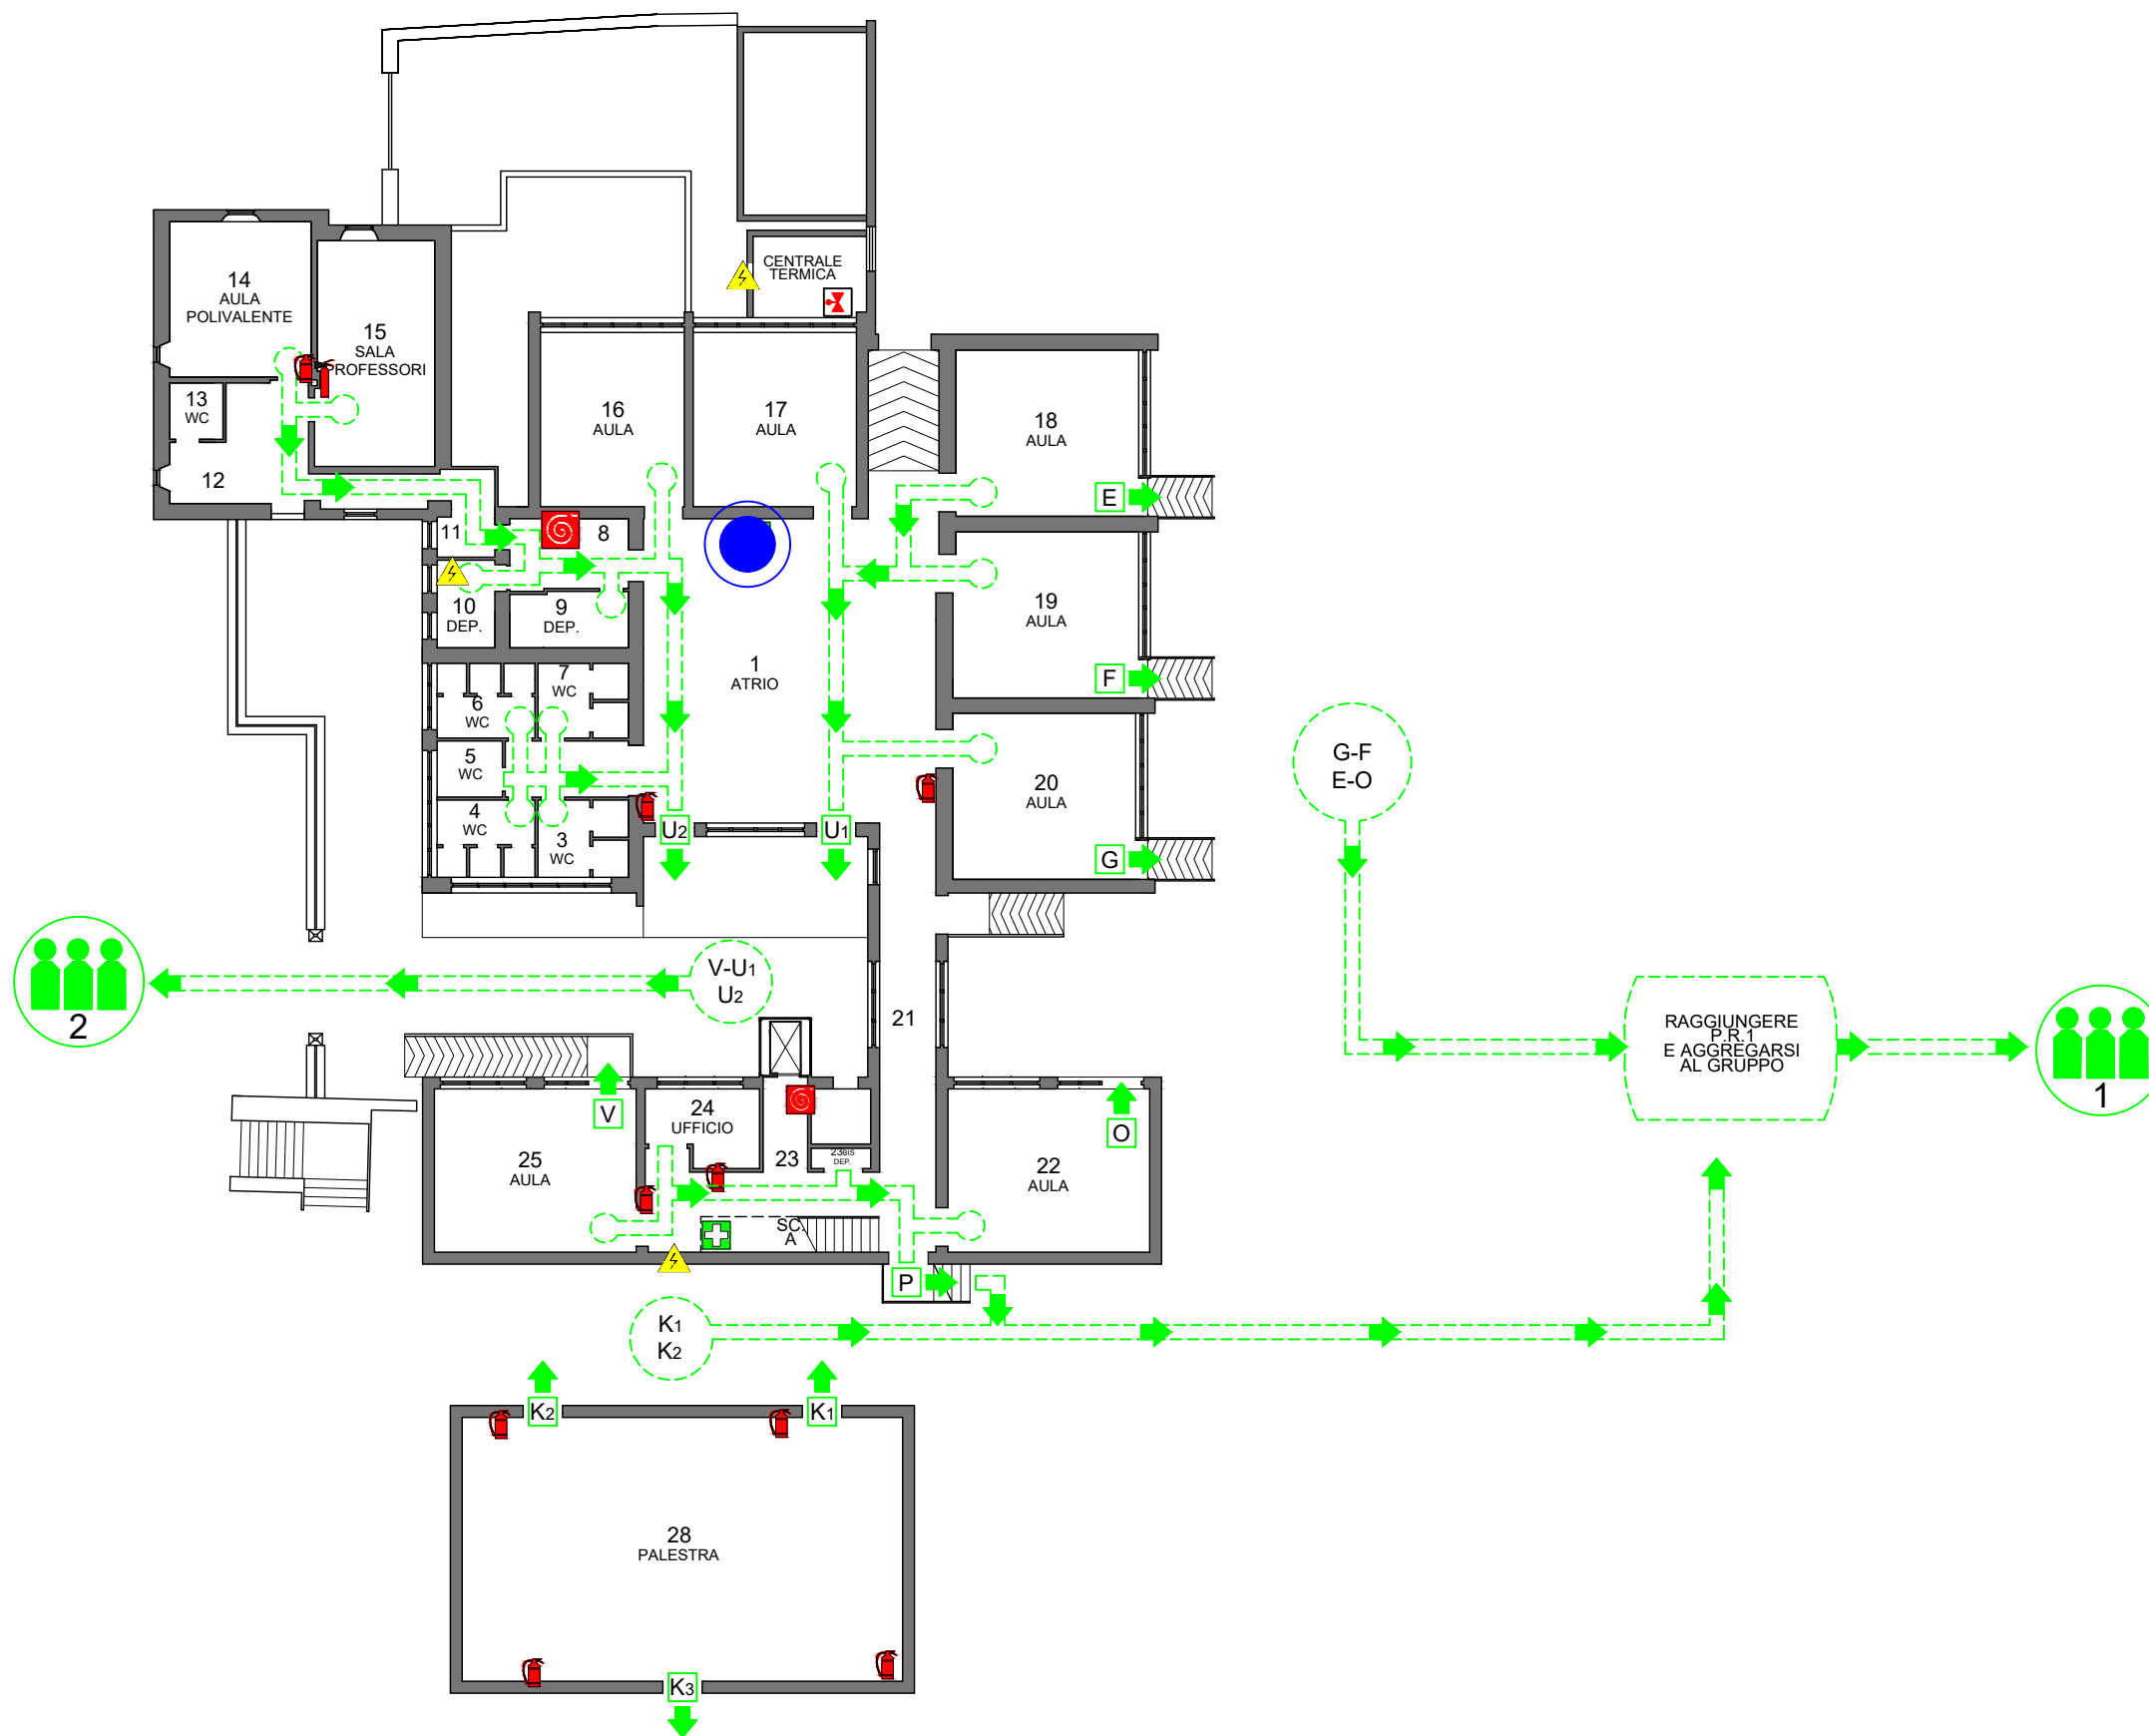 CENTRALE
TERMICA
14
AULA
POLIVALENTE
15
SALA
PROFESSORI
13
WC
12
16
AULA
17
AULA
18
AULA
E
11
8
10
DEP.
9
DEP.
19
AULA
F
1
ATRIO
7
WC
6
WC
5
WC
4
WC
3
WC
20
AULA
G
U2
U1
G-F
E-O
V-U1
U2
2
21
RAGGIUNGERE
P.R.1
E AGGREGARSI
AL GRUPPO
1
V
24
UFFICIO
O
25
AULA
23
23BIS
DEP.
22
AULA
SC.
A
P
K1
K2
K2
K1
28
PALESTRA
K3